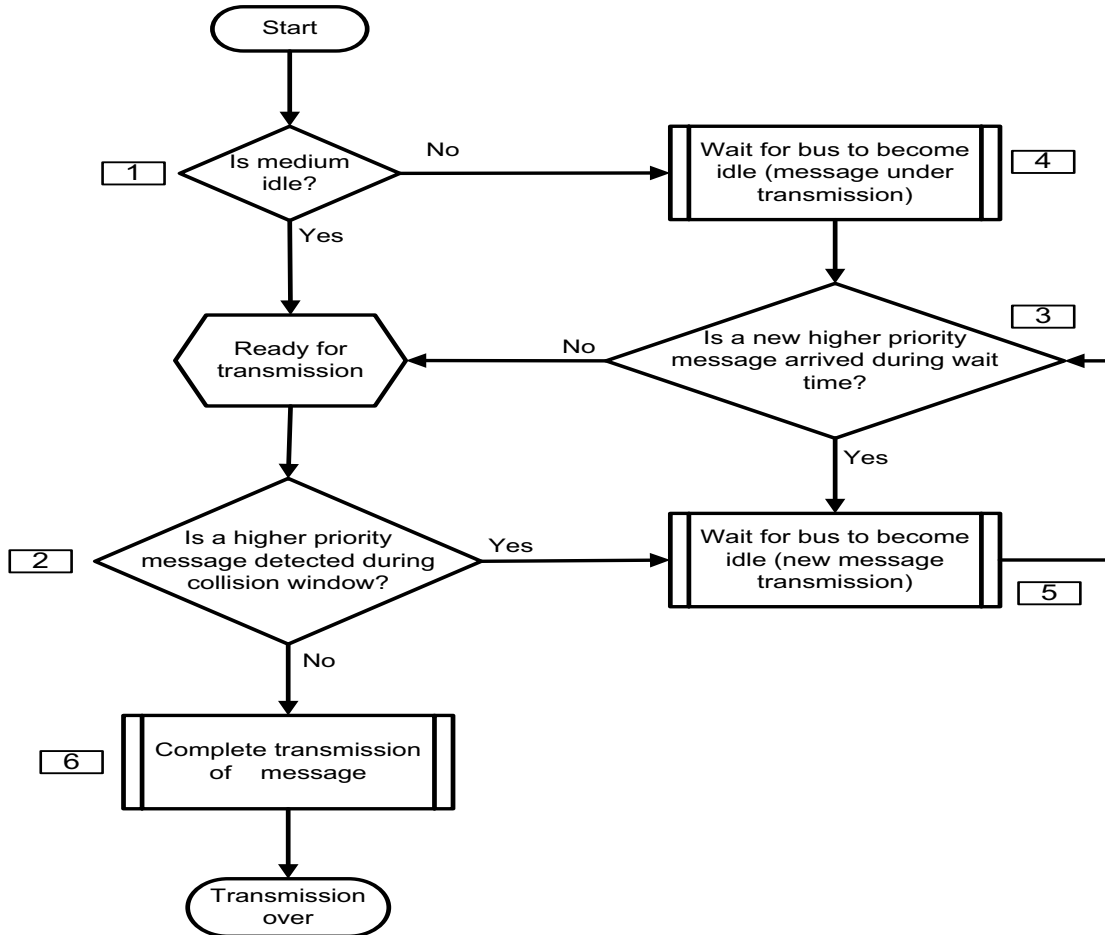 Start
1
Is medium
idle?
No
Yes
Wait for bus to become
idle (message under
transmission)
4
Ready for
transmission
No
3
Is a new higher priority
message arrived during wait
time?
Yes
2
Is a higher priority
message detected during
collision window?
Yes
No
Wait for bus to become
idle (new message
transmission)
5
6
Complete transmission
of message
Transmission
over